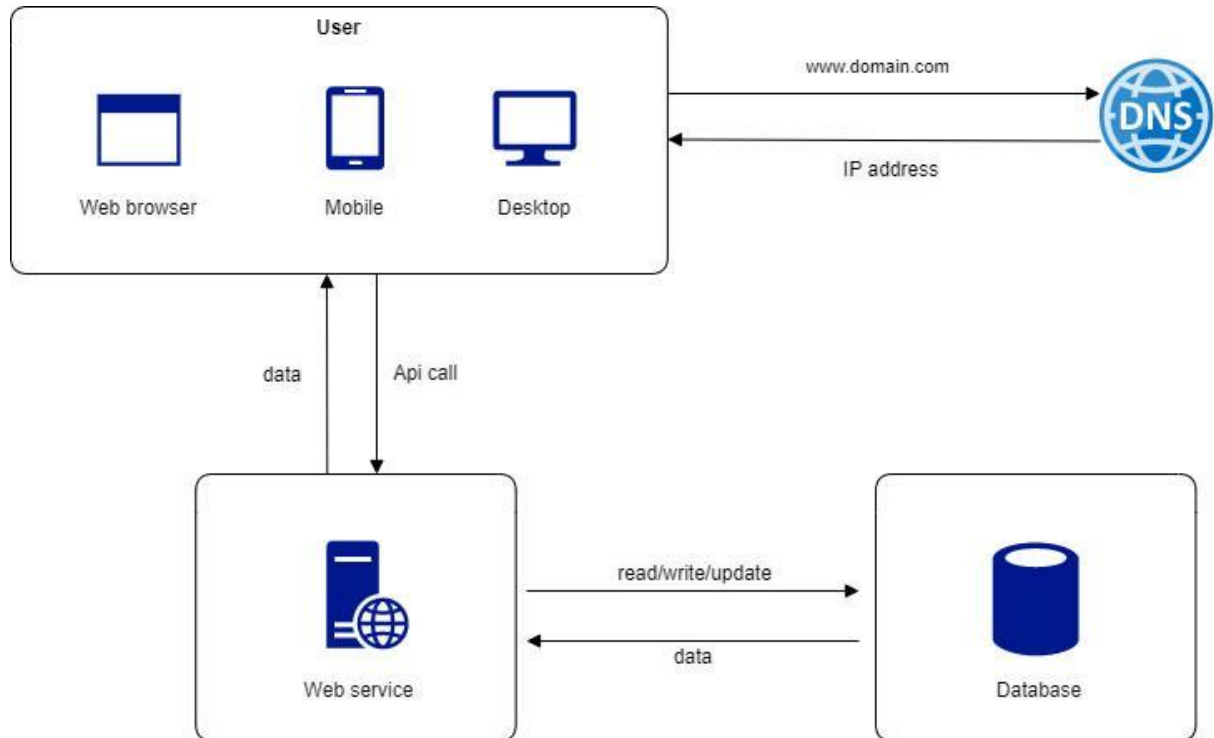 User
www.domain.com
DNS
IP address
Web browser
Mobile
Desktop
data
Api call
read/write/update
data
Web service
Database